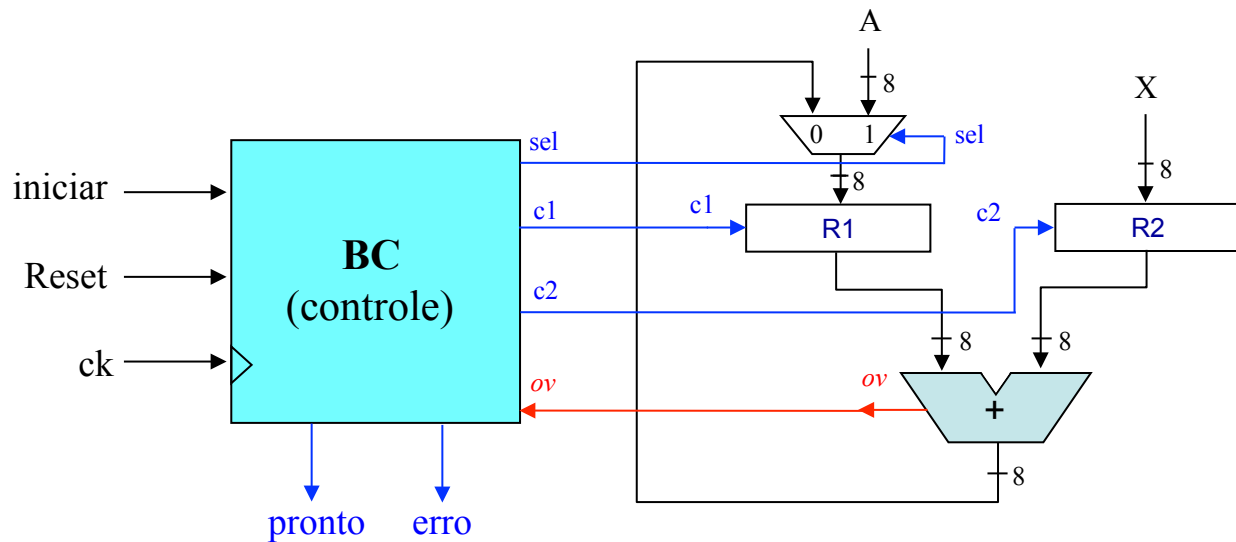 A
8
X
0 1
sel
sel
8
8
iniciar
c1
c1
R1
c2
R2
BC
Reset
(controle)
c2
8
8
ck
ov
ov
+
8
pronto
erro